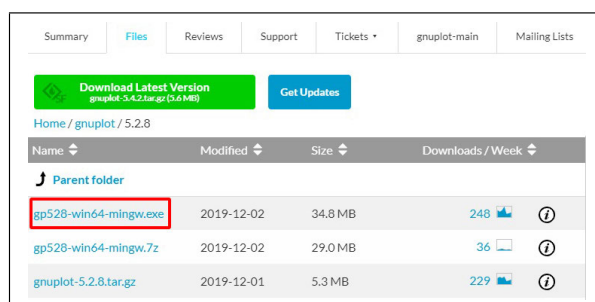 Summary Files Reviews Support Tickets gnuplot-main Mailing Lists
Download Latest Version
gnuplot-5.4.2.tar.gz (5.6 MB)
Get Updates
Home / gnuplot / 5.2.8
Name Modified Size Downloads / Week
Parent folder
gp528-win64-mingw.exe 2019-12-02 34.8 MB 248
gp528-win64-mingw.7z 2019-12-02 29.0 MB 36
gnuplot-5.2.8.tar.gz 2019-12-01 5.3 MB 229